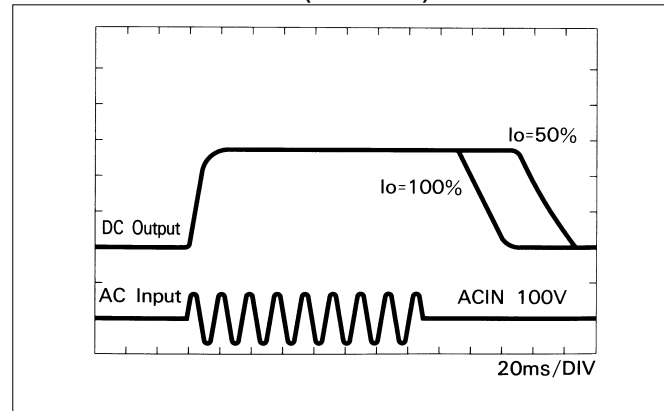 Io=50%
Io=100%
DC Output
AC Input
ACIN 100V
20ms/DIV